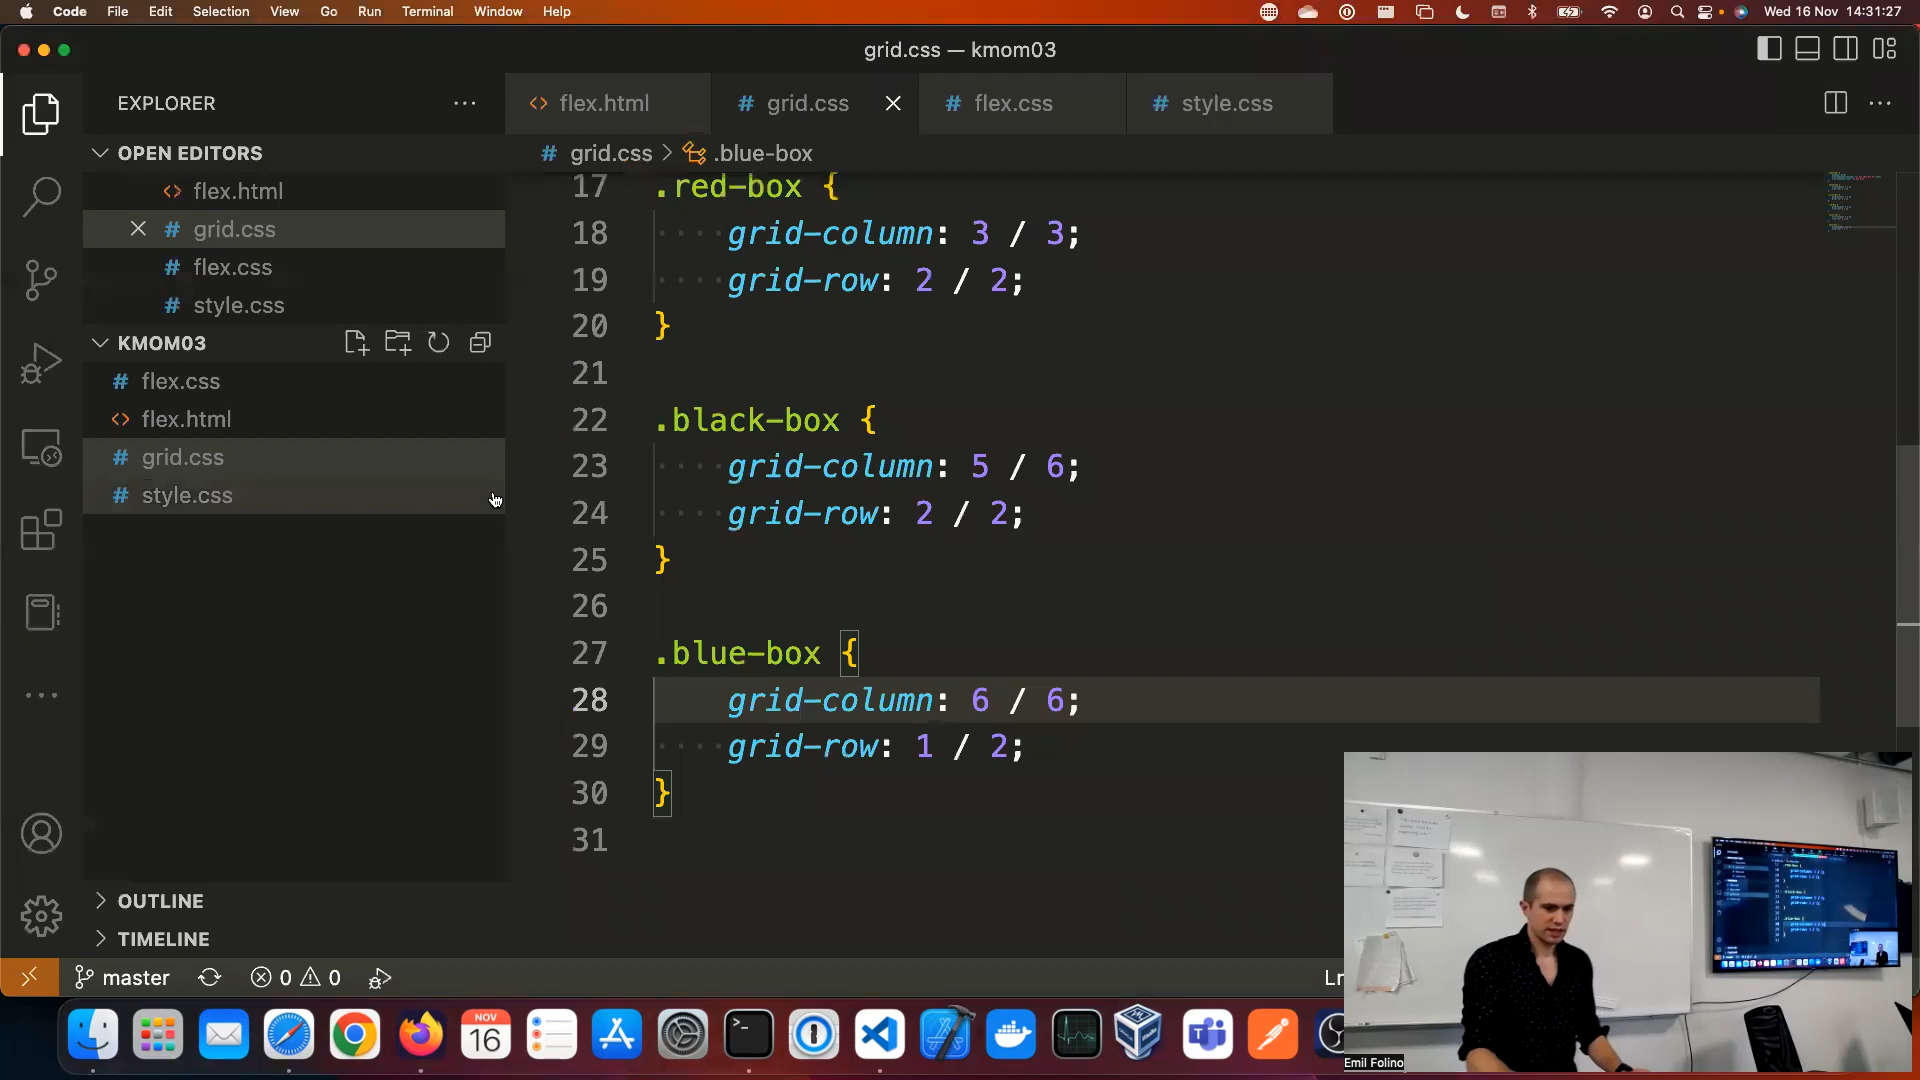 Code File Edit Selection View Go Run Terminal Window Help Wed 16 Nov 14:31:27
grid.css — kmom03
EXPLORER
flex.html grid.css flex.css style.css
OPEN EDITORS
grid.css .blue-box
flex.html
grid.css
flex.css
style.css
KMOM03
flex.css
flex.html
grid.css
style.css
OUTLINE
TIMELINE
17 .red-box {
18 grid-column: 3 / 3;
19 grid-row: 2 / 2;
20 }
21
22 .black-box {
23 grid-column: 5 / 6;
24 grid-row: 2 / 2;
25 }
26
27 .blue-box {
28 grid-column: 6 / 6;
29 grid-row: 1 / 2;
30 }
31
master 0 0 Ln
NOV
16
Emil Folino